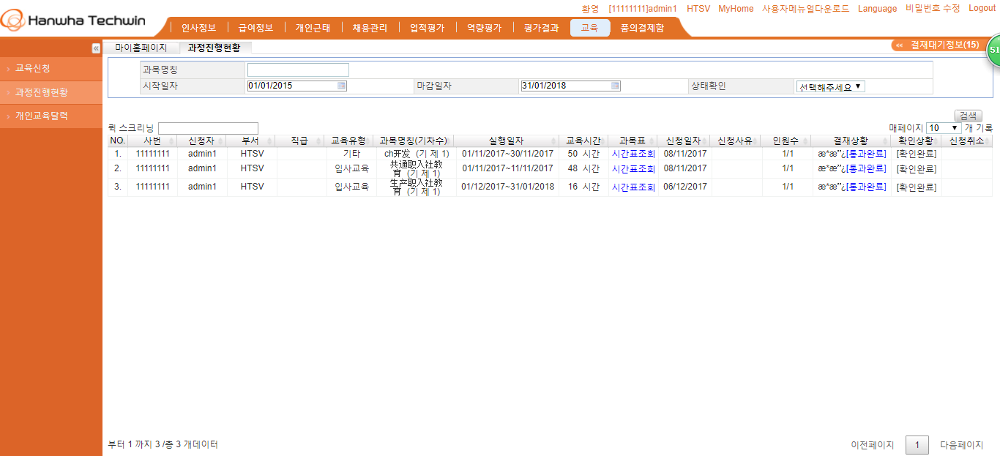 환영 [11111111]admin1 HTSV MyHome 사용자메뉴얼다운로드 Language 비밀번호 수정 Logout
Hanwha Techwin
인사정보 급여정보 개인근태 채용관리 업적평가 역량평가 평가결과 교육 품의결제함
« 마이홈페이지 과정진행현황 결재대기정보(15) 51
교육신청
과정진행현황
개인교육달력
과목명칭
시작일자 01/01/2015 마감일자 31/01/2018 상태확인 선택해주세요
검색
퀵 스크리닝 매페이지 10 개 기록
NO. 사번 신청자 부서 직급 교육유형 과목명칭(기차수) 실행일자 교육시간 과목표 신청일자 신청사유 인원수 결재상황 확인상황 신청취소
1. 11111111 admin1 HTSV 기타 ch开发 (기 제 1) 01/11/2017~30/11/2017 50 시간 시간표조회 08/11/2017 1/1 æ*æ”¿[통과완료] [확인완료]
2. 11111111 admin1 HTSV 입사교육 共通职入社教育 (기 제 1) 01/11/2017~11/11/2017 48 시간 시간표조회 08/11/2017 1/1 æ*æ”¿[통과완료] [확인완료]
3. 11111111 admin1 HTSV 입사교육 生产职入社教育 (기 제 1) 01/12/2017~31/01/2018 16 시간 시간표조회 06/12/2017 1/1 æ*æ”¿[통과완료] [확인완료]
부터 1 까지 3 /총 3 개데이터 이전페이지 1 다음페이지